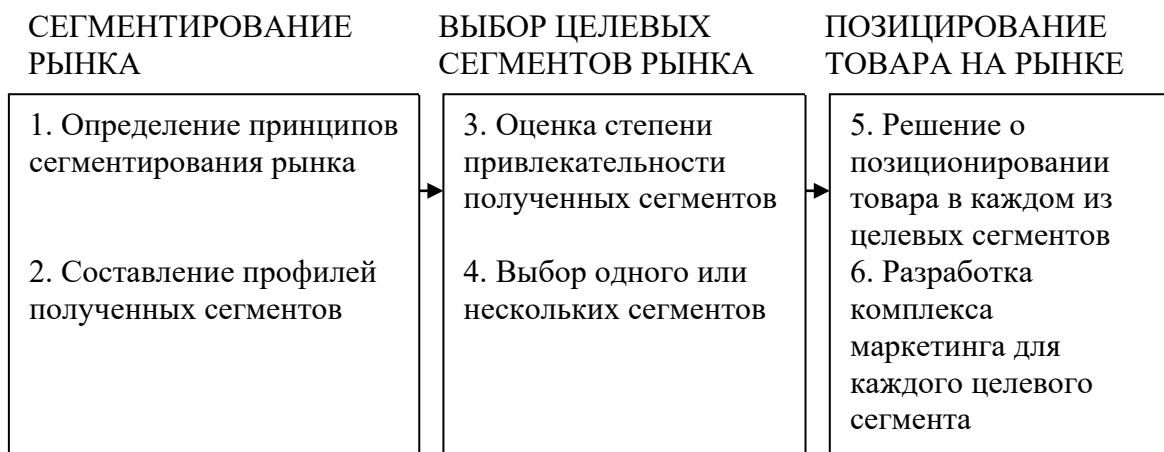 СЕГМЕНТИРОВАНИЕ
РЫНКА
ВЫБОР ЦЕЛЕВЫХ
СЕГМЕНТОВ РЫНКА
ПОЗИЦИРОВАНИЕ
ТОВАРА НА РЫНКЕ
1. Определение принципов
сегментирования рынка
2. Составление профилей
полученных сегментов
3. Оценка степени
привлекательности
полученных сегментов
4. Выбор одного или
нескольких сегментов
5. Решение о
позиционировании
товара в каждом из
целевых сегментов
6. Разработка
комплекса
маркетинга для
каждого целевого
сегмента